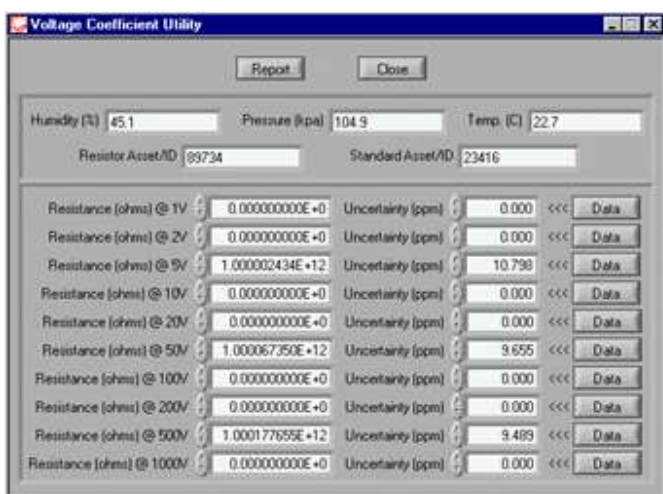 Voltage Coefficient Utility
Report Close
Humidity (%) 45.1 Pressure (kpa) 104.9 Temp. (C) 22.7
Resistor Asset/ID 89734 Standard Asset/ID 23416
Resistance (ohms) @ 1V 0.000000000E+0 Uncertainty (ppm) 0.000 <<< Data
Resistance (ohms) @ 2V 0.000000000E+0 Uncertainty (ppm) 0.000 <<< Data
Resistance (ohms) @ 5V 1.000002434E+12 Uncertainty (ppm) 10.798 <<< Data
Resistance (ohms) @ 10V 0.000000000E+0 Uncertainty (ppm) 0.000 <<< Data
Resistance (ohms) @ 20V 0.000000000E+0 Uncertainty (ppm) 0.000 <<< Data
Resistance (ohms) @ 50V 1.000067350E+12 Uncertainty (ppm) 9.655 <<< Data
Resistance (ohms) @ 100V 0.000000000E+0 Uncertainty (ppm) 0.000 <<< Data
Resistance (ohms) @ 200V 0.000000000E+0 Uncertainty (ppm) 0.000 <<< Data
Resistance (ohms) @ 500V 1.000177655E+12 Uncertainty (ppm) 9.489 <<< Data
Resistance (ohms) @ 1000V 0.000000000E+0 Uncertainty (ppm) 0.000 <<< Data